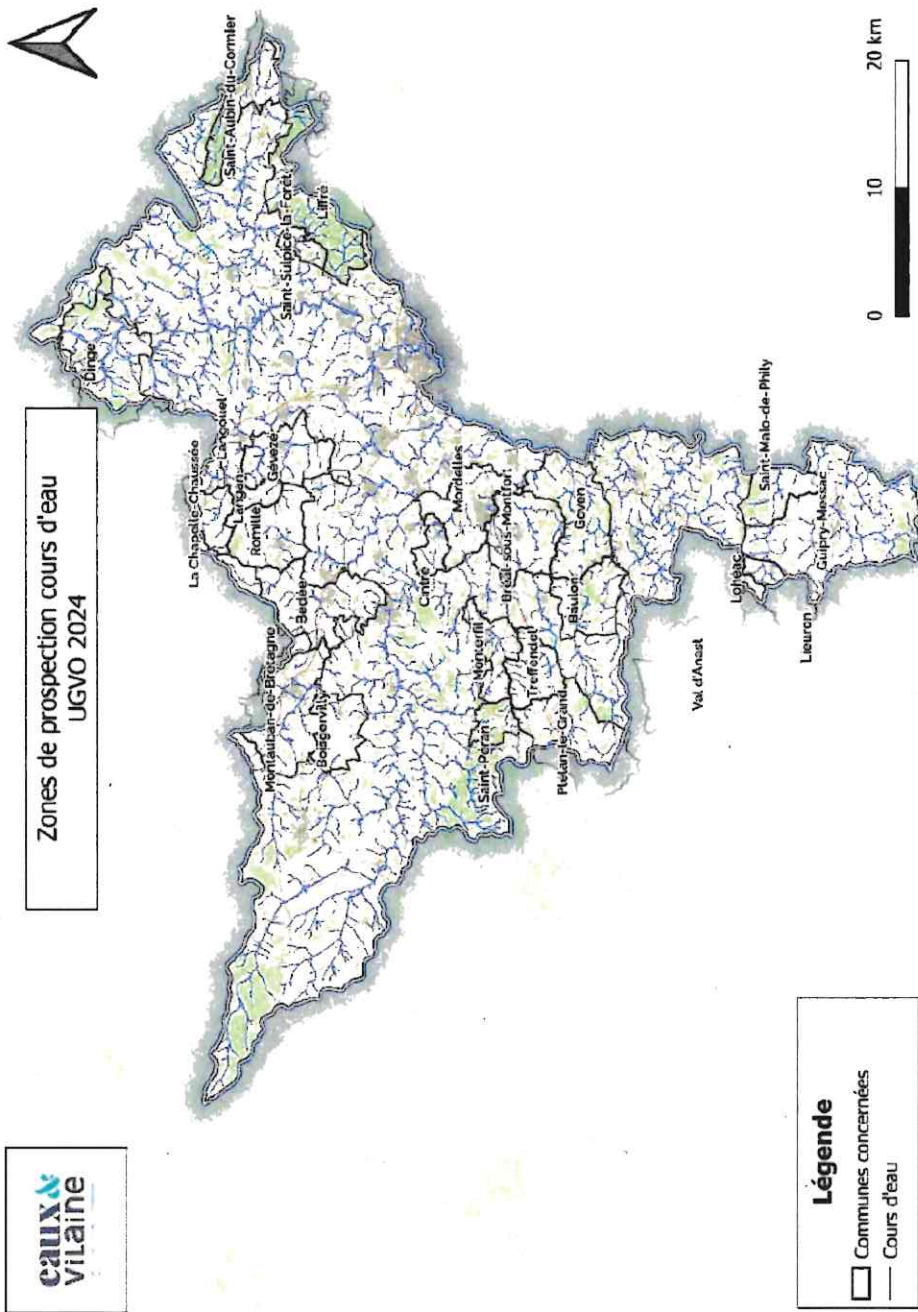 eaux &
ViLaine
Zones de prospection cours d'eau
UGVO 2024
Dingé
Saint-Aubin-du-Cormier
Saint-Sulpice-la-Forêt
Liffré
La Chapelle-Chaussée
Langouet
Langan
Gévezé
Romillé
Bédée
Montauban-de-Bretagne
Boisgervilly
Cintré
Mordelles
Monterfil
Saint-Péran
Breuil-sous-Montfort
Treffendel
Plélan-le-Grand
Baulon
Goven
Val d'Anast
Lohéac
Saint-Malo-de-Phily
Lieuron
Guipry-Messac
Légende
Communes concernées
Cours d'eau
0 10 20 km